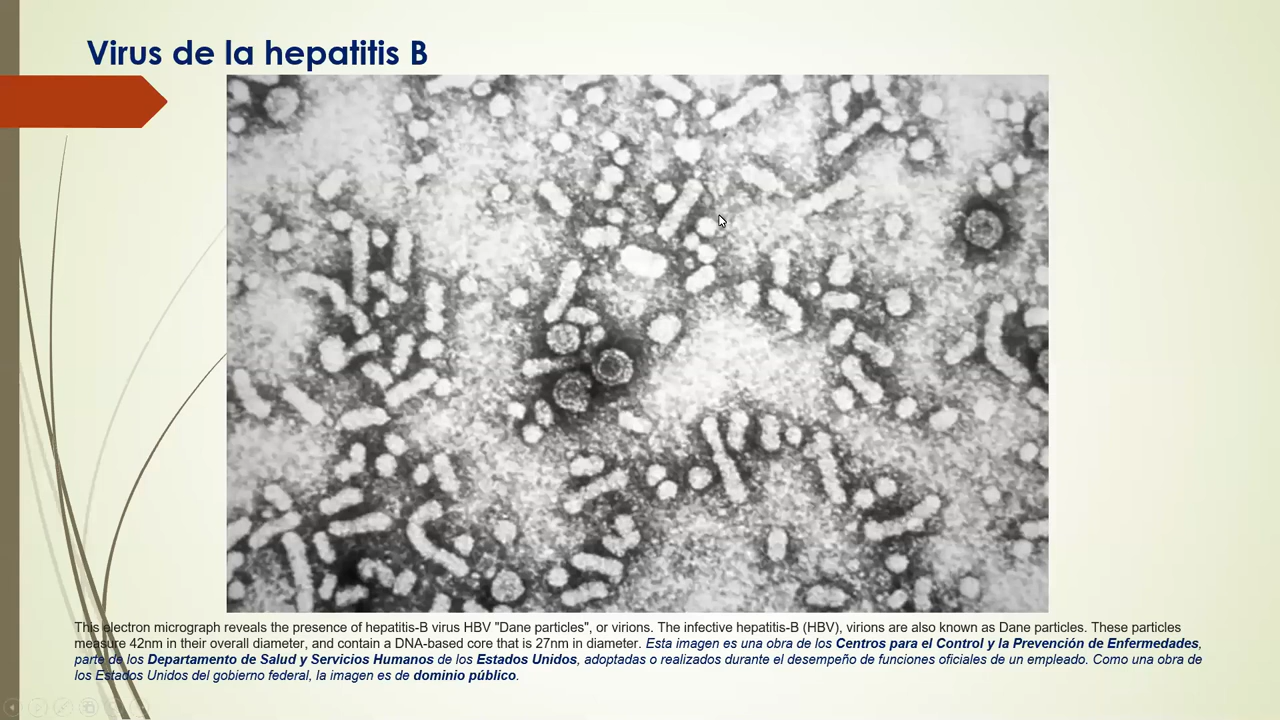 Virus de la hepatitis B
This electron micrograph reveals the presence of hepatitis-B virus HBV "Dane particles", or virions. The infective hepatitis-B (HBV), virions are also known as Dane particles. These particles
measure 42nm in their overall diameter, and contain a DNA-based core that is 27nm in diameter. Esta imagen es una obra de los Centros para el Control y la Prevención de Enfermedades,
parte de los Departamento de Salud y Servicios Humanos de los Estados Unidos, adoptadas o realizados durante el desempeño de funciones oficiales de un empleado. Como una obra de
los Estados Unidos del gobierno federal, la imagen es de dominio público.